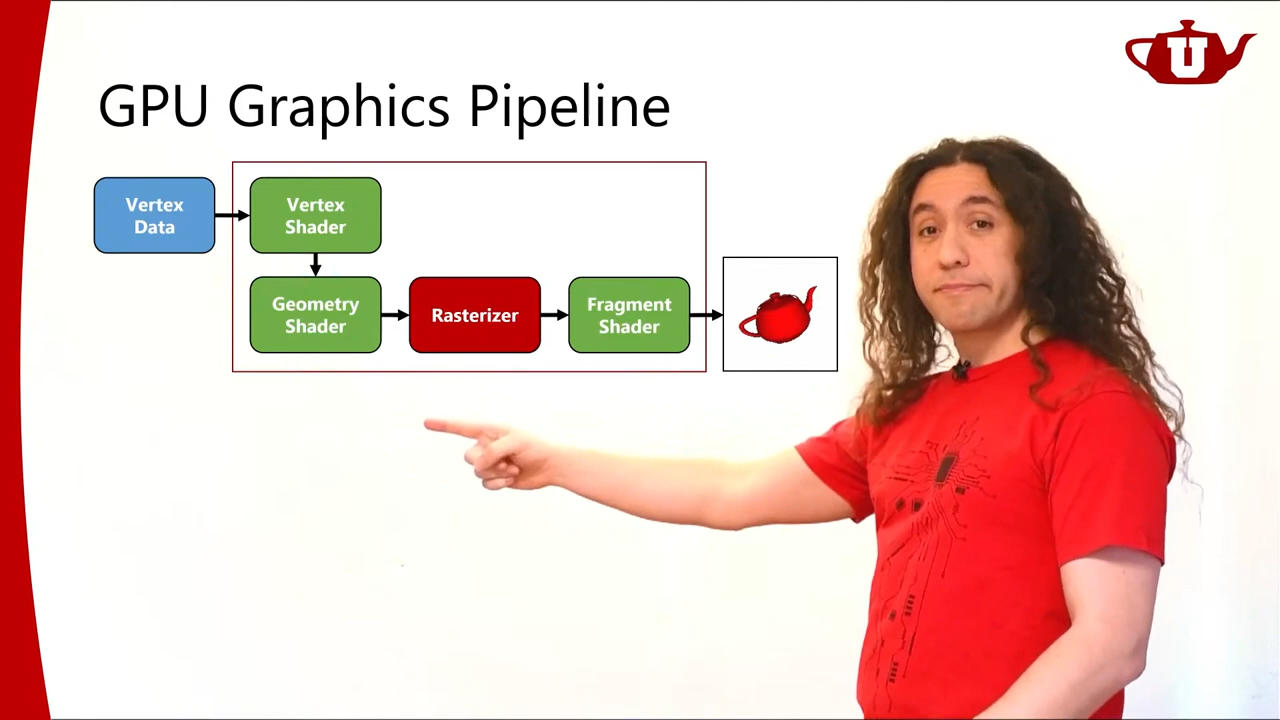 U
GPU Graphics Pipeline
Vertex
Data
Vertex
Shader
Geometry
Shader
Rasterizer
Fragment
Shader